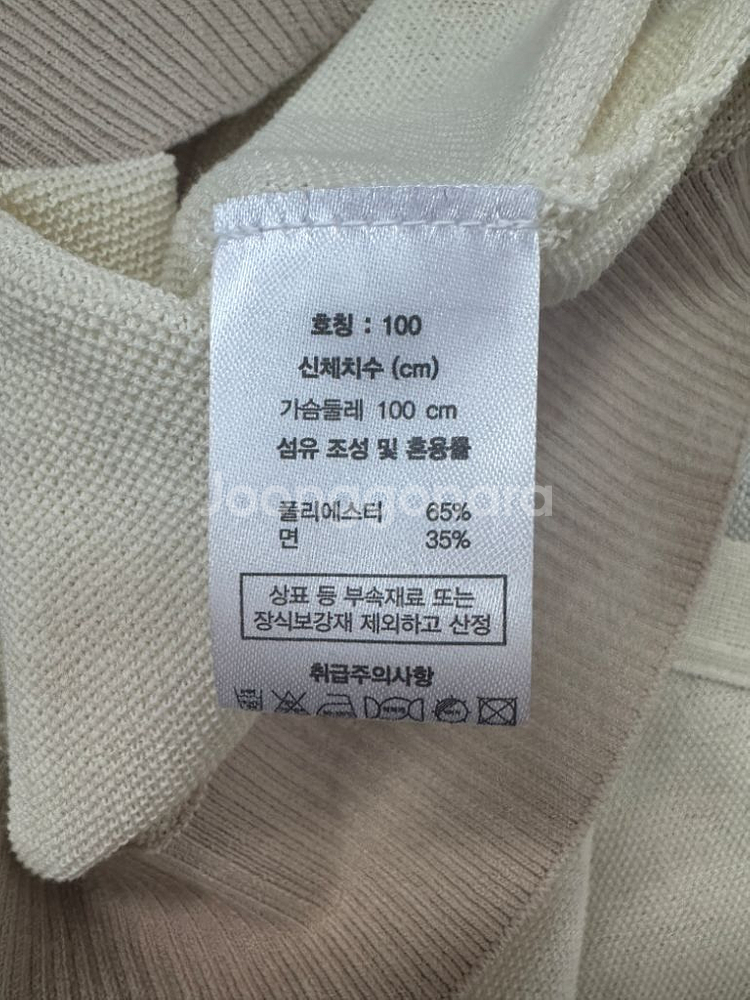 호칭 : 100
신체치수 (cm)
가슴둘레 100 cm
섬유 조성 및 혼용률
Joonggonara
폴리에스터 65%
면 35%
상표 등 부속재료 또는
장식보강재 제외하고 산정
취급주의사항